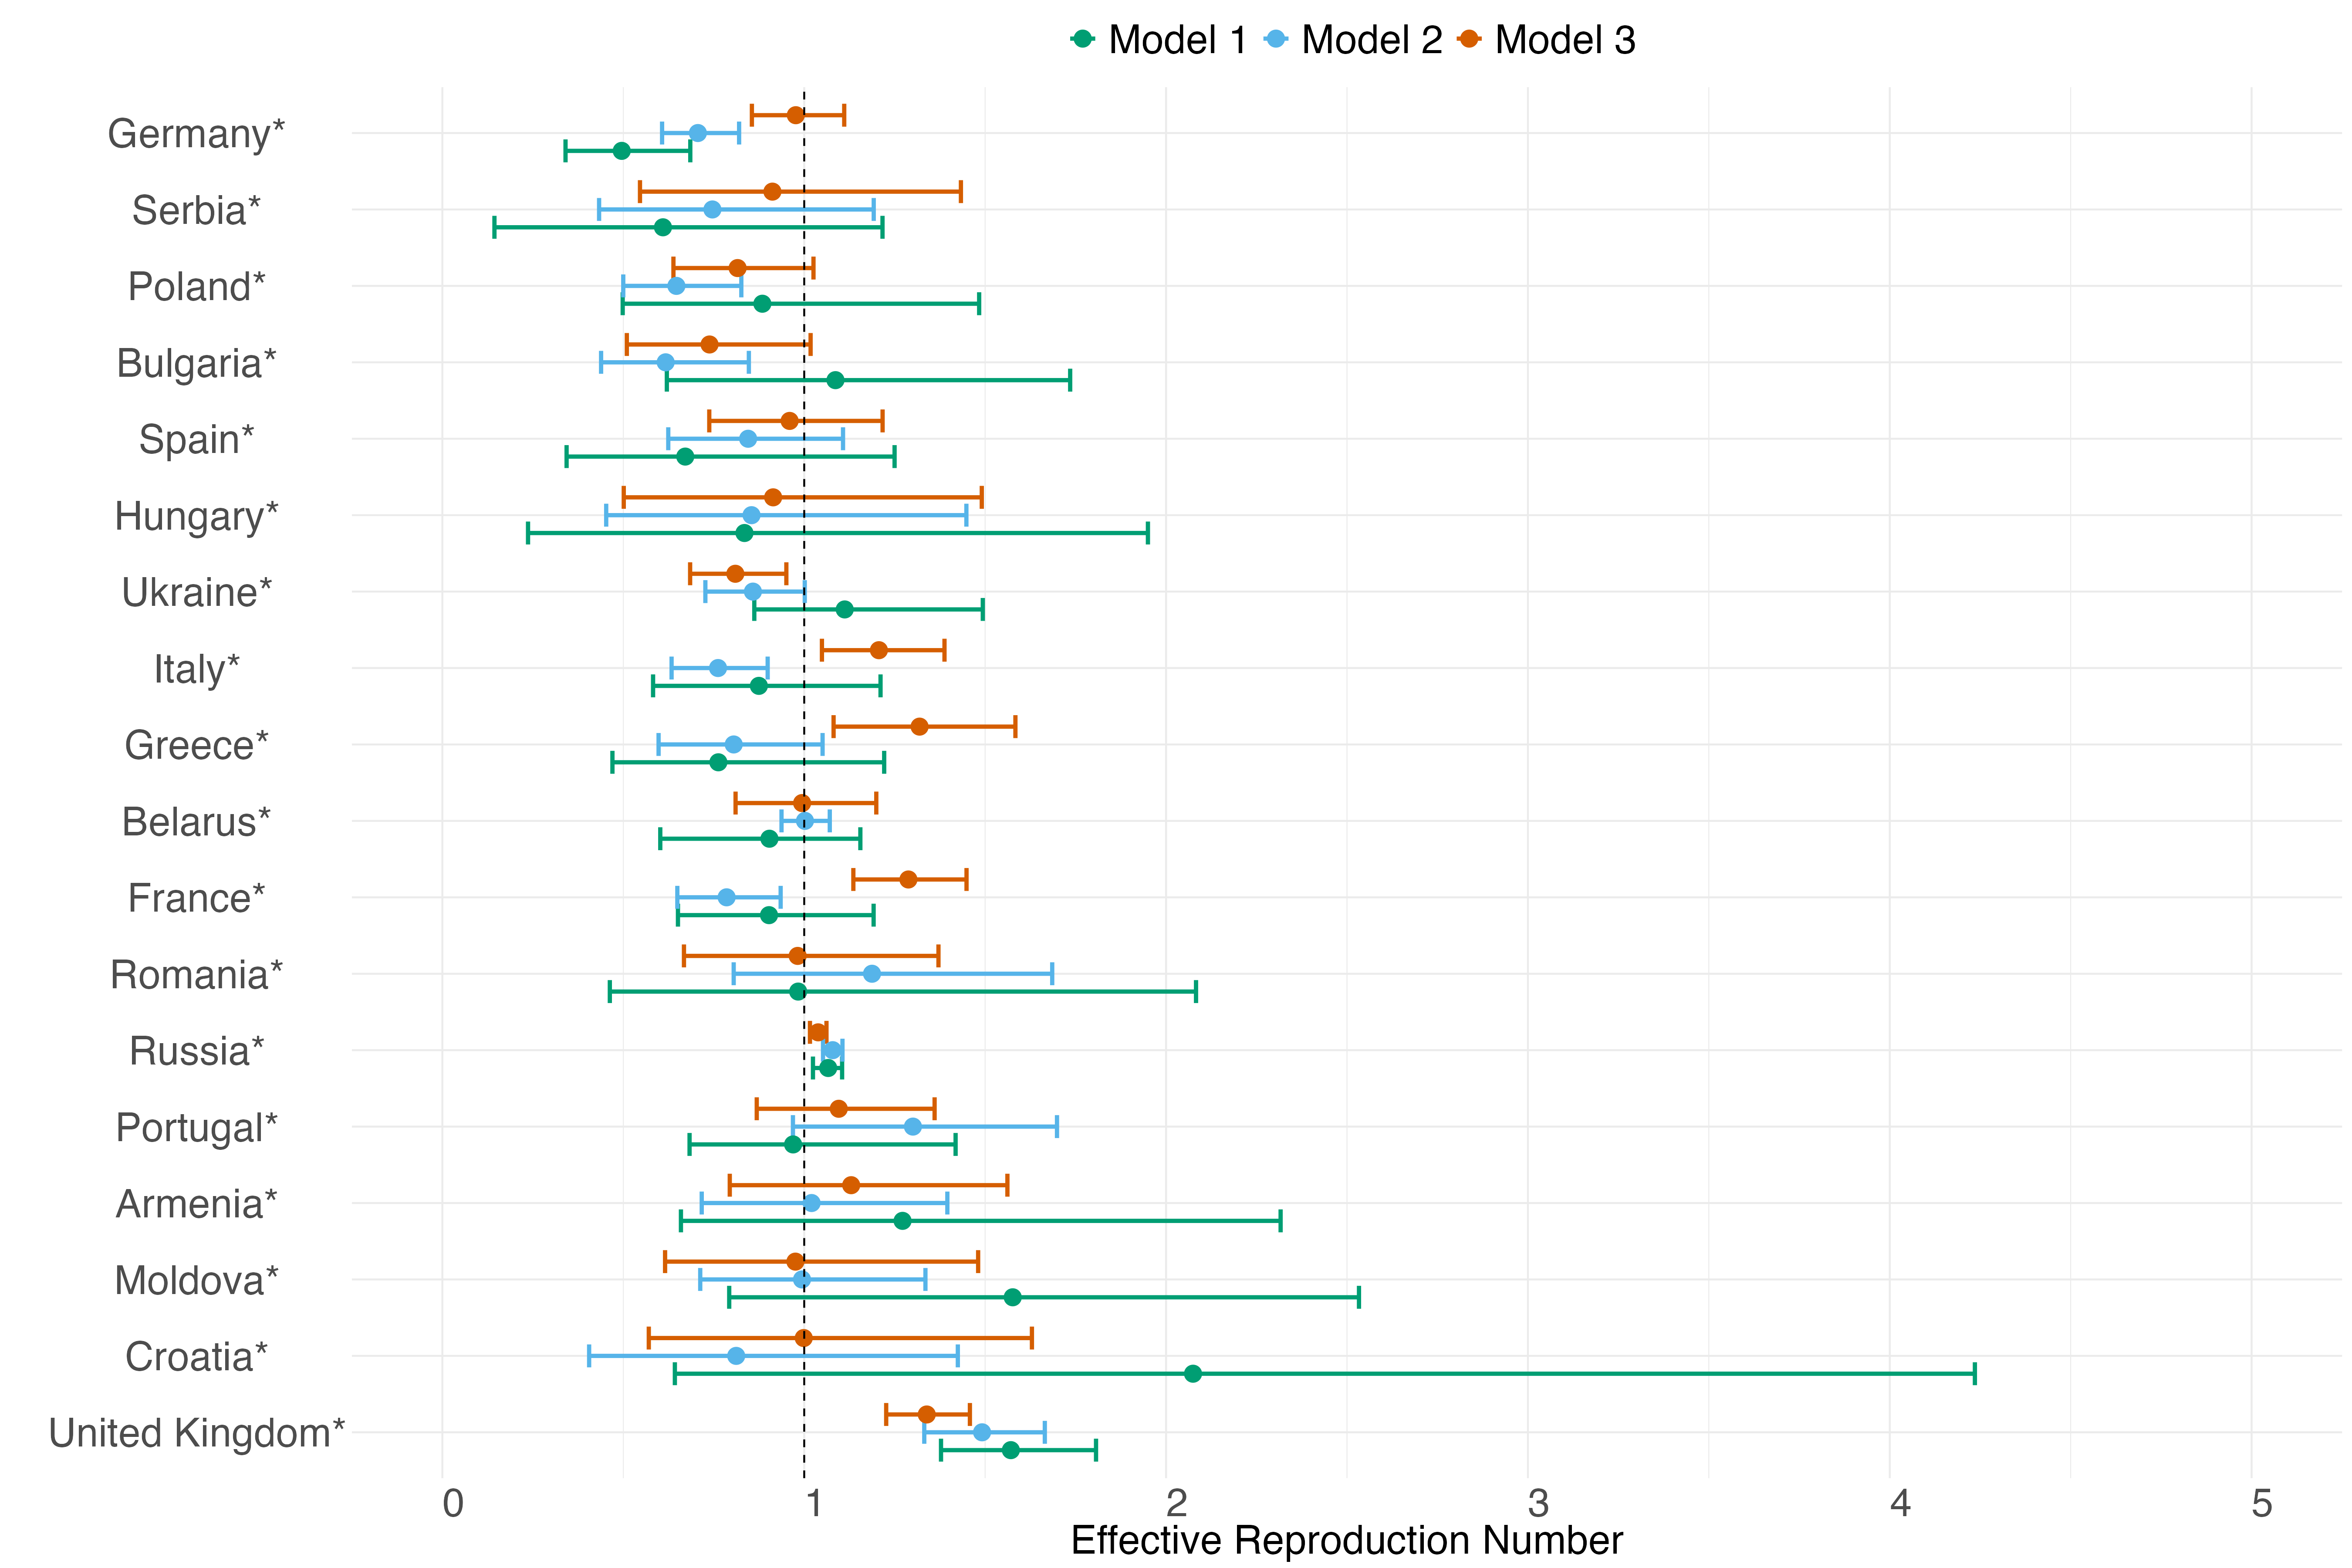 Model 1 Model 2 Model 3
Germany*
Serbia*
Poland*
Bulgaria*
Spain*
Hungary*
Ukraine*
Italy*
Greece*
Belarus*
France*
Romania*
Russia*
Portugal*
Armenia*
Moldova*
Croatia*
United Kingdom*
0 1 2 3 4 5
Effective Reproduction Number